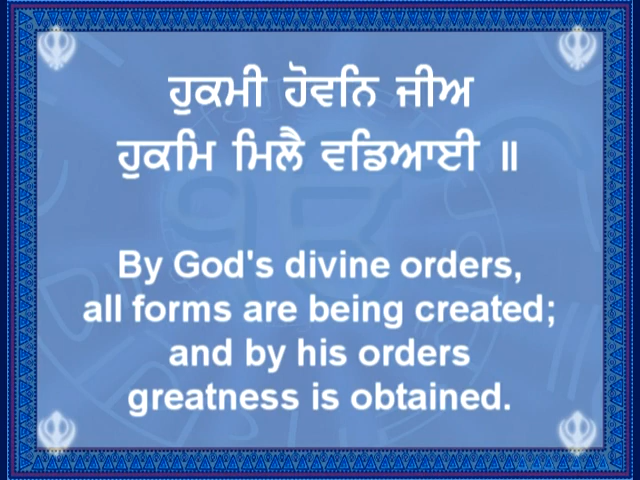 ਹੁਕਮੀ ਹੋਵਨਿ ਜੀਅ
ਹੁਕਮਿ ਮਿਲੈ ਵਡਿਆਈ ॥
By God's divine orders,
all forms are being created;
and by his orders
greatness is obtained.